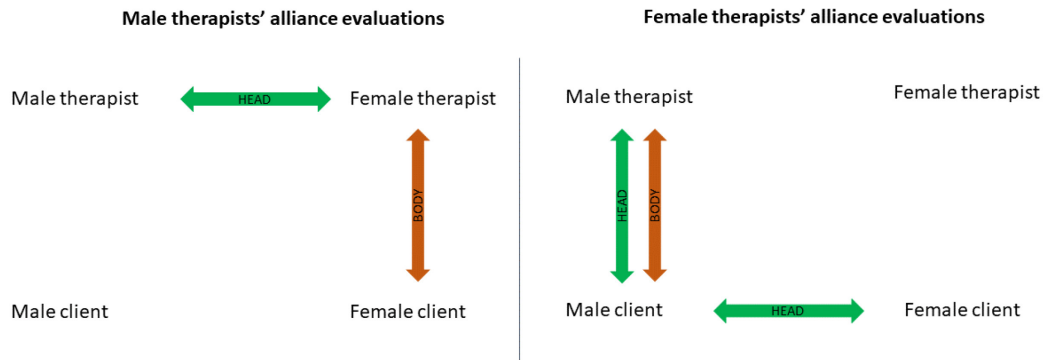 Male therapists' alliance evaluations
Male therapist
HEAD
Female therapist
BODY
Male client
Female client
Female therapists' alliance evaluations
Male therapist
Female therapist
HEAD
BODY
Male client
HEAD
Female client